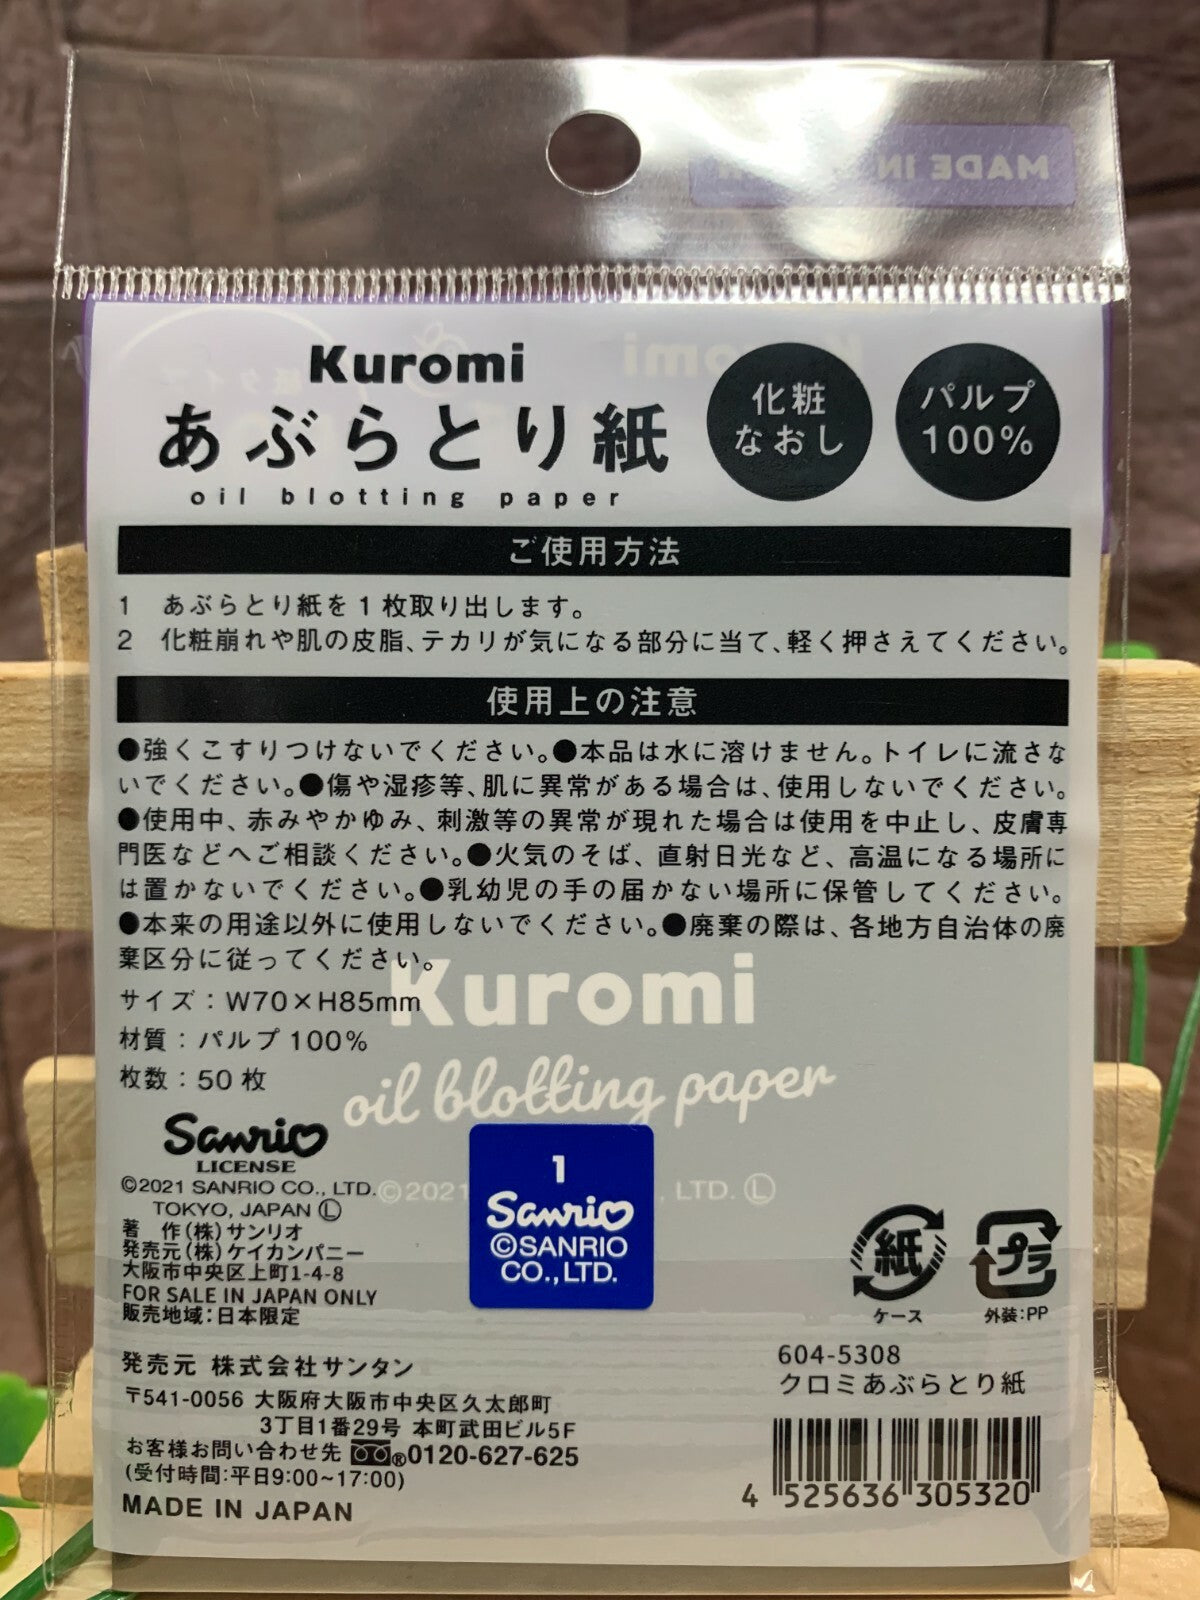 MADE IN
Kuromi
あぶらとり紙
oil blotting paper
化粧
なおし
パルプ
100%
ご使用方法
1 あぶらとり紙を1枚取り出します。
2 化粧崩れや肌の皮脂、テカリが気になる部分に当て、軽く押さえてください。
使用上の注意
●強くこすりつけないでください。●本品は水に溶けません。トイレに流さな
いでください。●傷や湿疹等、肌に異常がある場合は、使用しないでください。
●使用中、赤みやかゆみ、刺激等の異常が現れた場合は使用を中止し、皮膚専
門医などへご相談ください。●火気のそば、直射日光など、高温になる場所に
は置かないでください。●乳幼児の手の届かない場所に保管してください。
●本来の用途以外に使用しないでください。●廃棄の際は、各地方自治体の廃
棄区分に従ってください。
Kuromi
サイズ：W70×H85mm
材質：パルプ100%
oil blotting paper
枚数：50枚
Sanrio
LICENSE
©2021 SANRIO CO., LTD.
TOKYO, JAPAN Ⓛ
©2021
, LTD. Ⓛ
著　作(株)サンリオ
発売元(株)ケイカンパニー
大阪市中央区上町1-4-8
FOR SALE IN JAPAN ONLY
販売地域：日本限定
1
Sanrio
©SANRIO
CO.,LTD.
紙
ケース
プラ
外装：PP
発売元 株式会社サンタン
〒541-0056 大阪府大阪市中央区久太郎町
3丁目1番29号 本町武田ビル5F
お客様お問い合わせ先 ®0120-627-625
(受付時間：平日9:00~17:00)
MADE IN JAPAN
604-5308
クロミあぶらとり紙
4 525636 305320